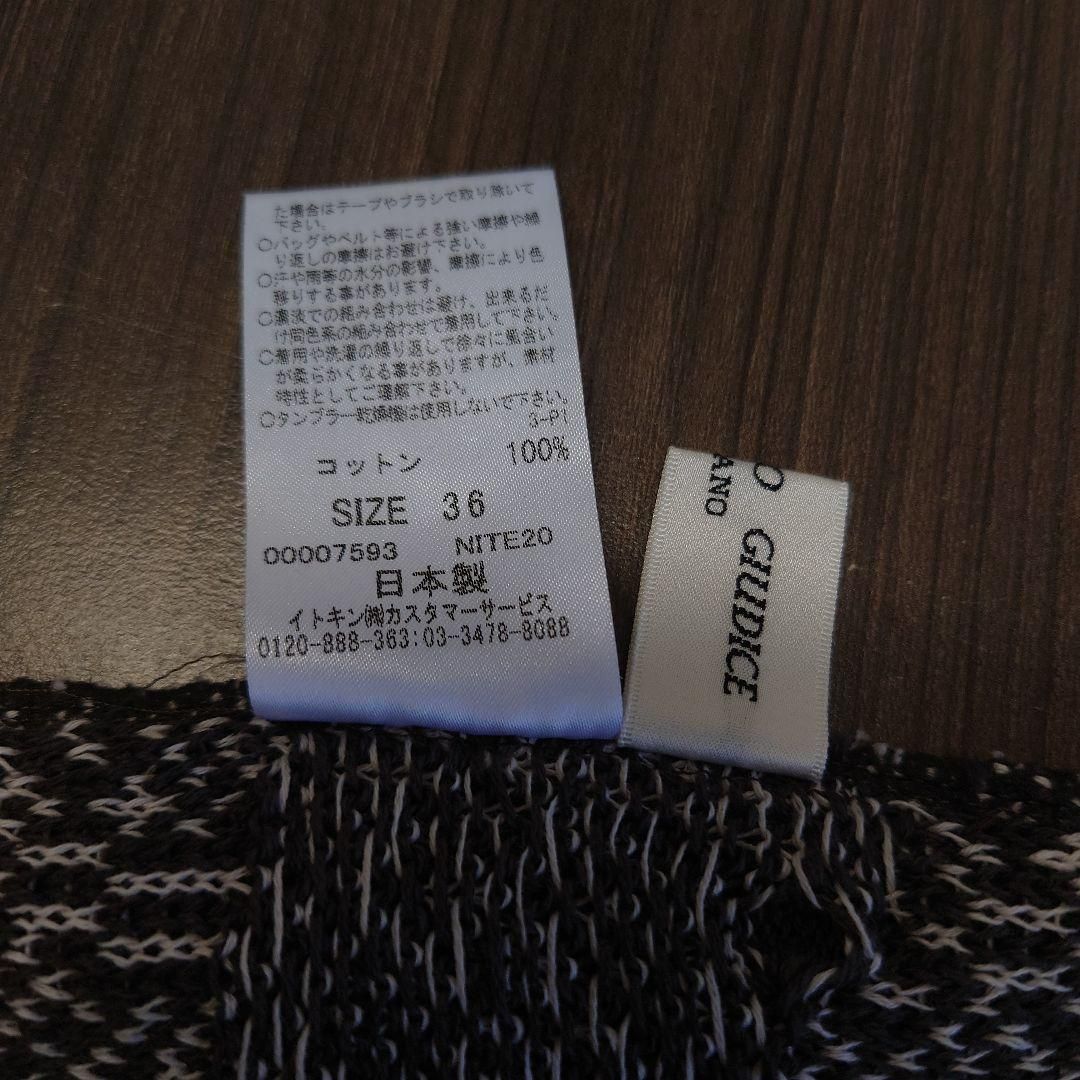 た場合はテープやブラシで取り除いて
下さい。
○バッグやベルト等による強い摩擦や繰
り返しの摩擦はお避け下さい。
○汗や雨等の水分の影響、摩擦により色
移りする事があります。
○濃淡での組み合わせは避け、出来るだ
け同色系の組み合わせで着用して下さい。
○着用や洗濯の繰り返しで徐々に風合い
が柔らかくなる事がありますが、素材
特性としてご理解下さい。
○タンブラー乾燥機は使用しないで下さい。
3-P1
コットン 100%
SIZE 36
00007593 NITE20
日本製
イトキン㈱カスタマーサービス
0120-888-363:03-3478-8088
O GIUDICE
ANO